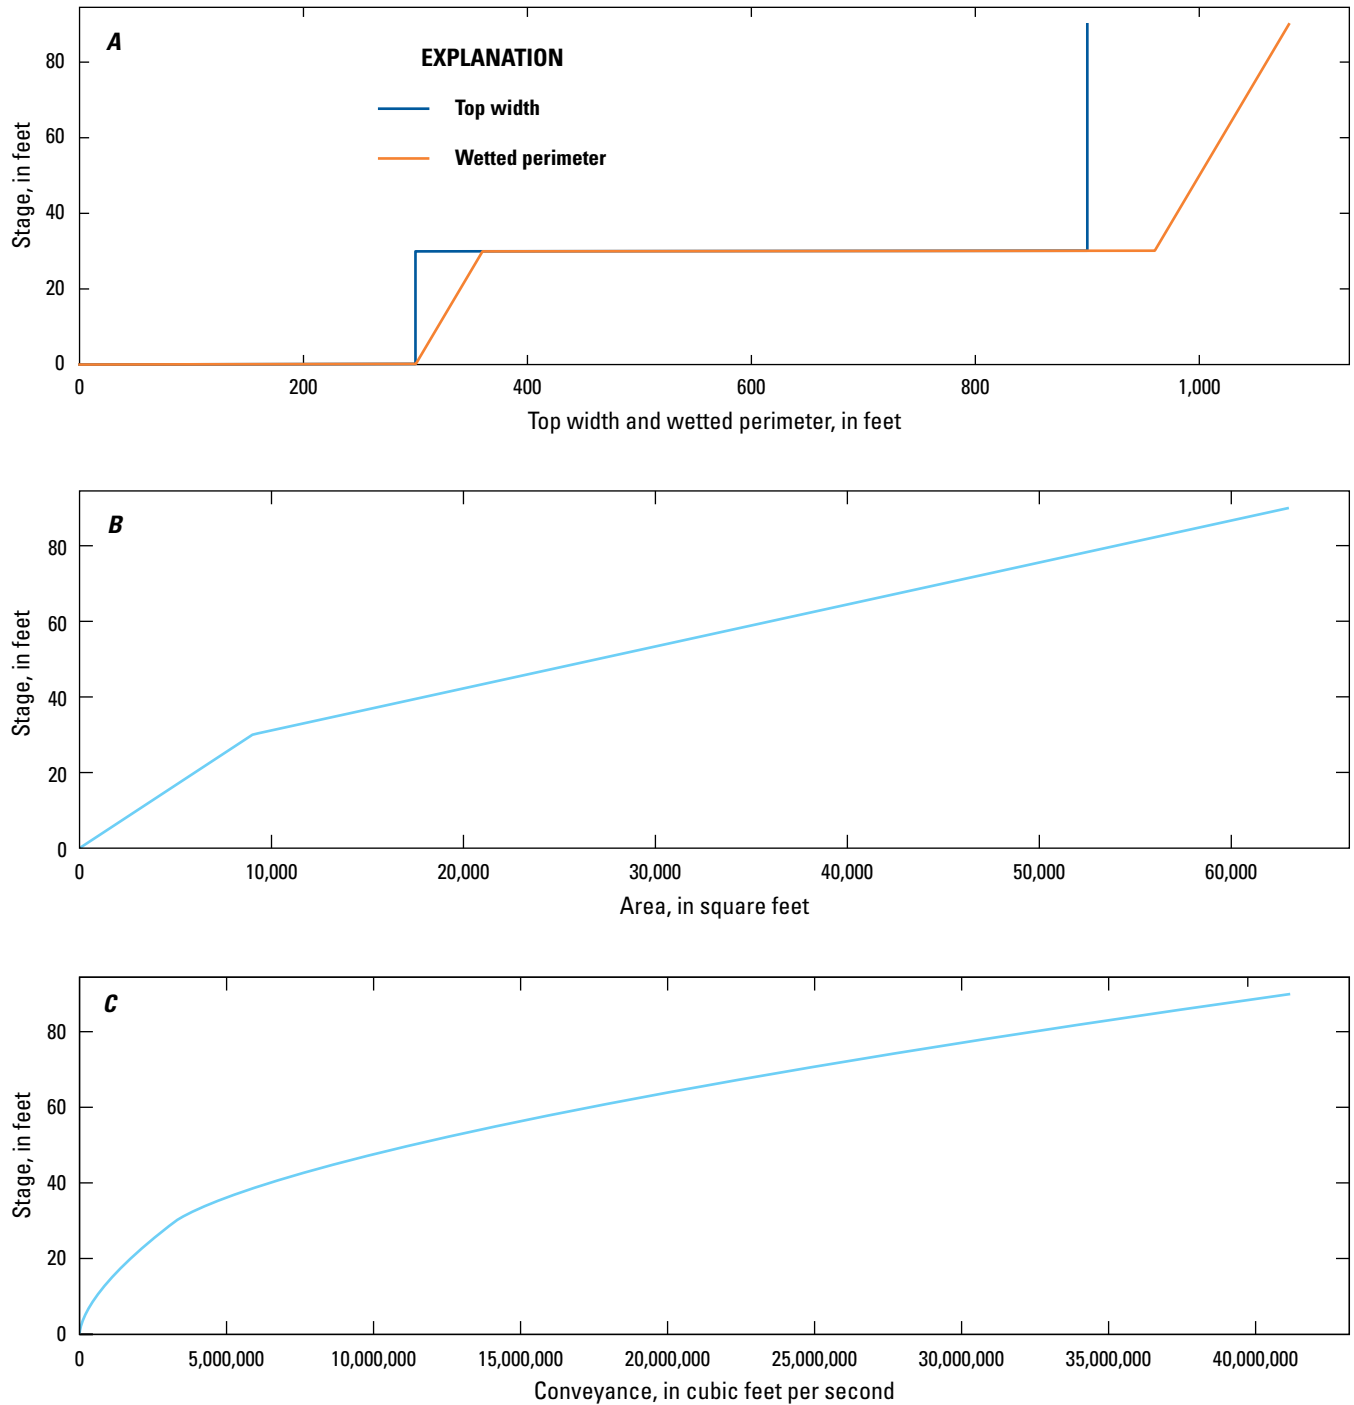 A
EXPLANATION
Top width
Wetted perimeter
Stage, in feet
80
60
40
20
0
0 200 400 600 800 1,000
Top width and wetted perimeter, in feet
B
Stage, in feet
80
60
40
20
0
0 10,000 20,000 30,000 40,000 50,000 60,000
Area, in square feet
C
Stage, in feet
80
60
40
20
0
0 5,000,000 10,000,000 15,000,000 20,000,000 25,000,000 30,000,000 35,000,000 40,000,000
Conveyance, in cubic feet per second